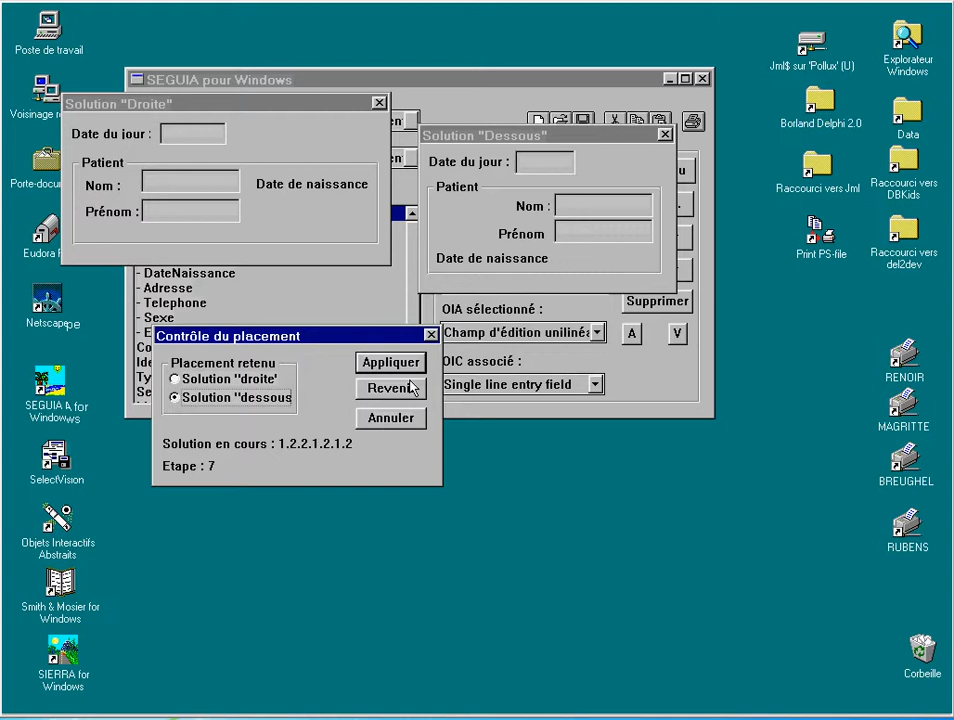 Poste de travail
Voisinage
Porte-docu
Eudora
Netscape
SEGUIA for
Windows
SelectVision
Objets Interactifs
Abstraits
Smith & Mosier for
Windows
SIERRA for
Windows
SEGUIA pour Windows
Solution "Droite"
Date du jour :
Patient
Nom :
Date de naissance
Prénom :
Solution "Dessous"
Date du jour :
Patient
Nom :
Prénom
Date de naissance
- DateNaissance
- Adresse
- Telephone
- Sexe
OIA sélectionné :
Champ d'édition uniliné
OIC associé :
Single line entry field
Supprimer
A
V
Contrôle du placement
Placement retenu
Solution "droite'
Solution "dessous
Appliquer
Reveni
Annuler
Solution en cours : 1.2.2.1.2.1.2
Etape : 7
Jml$ sur 'Pollux' (U)
Borland Delphi 2.0
Raccourci vers Jml
Print PS-file
Explorateur
Windows
Data
Raccourci vers
DBKids
Raccourci vers
del2dev
RENOIR
MAGRITTE
BREUGHEL
RUBENS
Corbeille